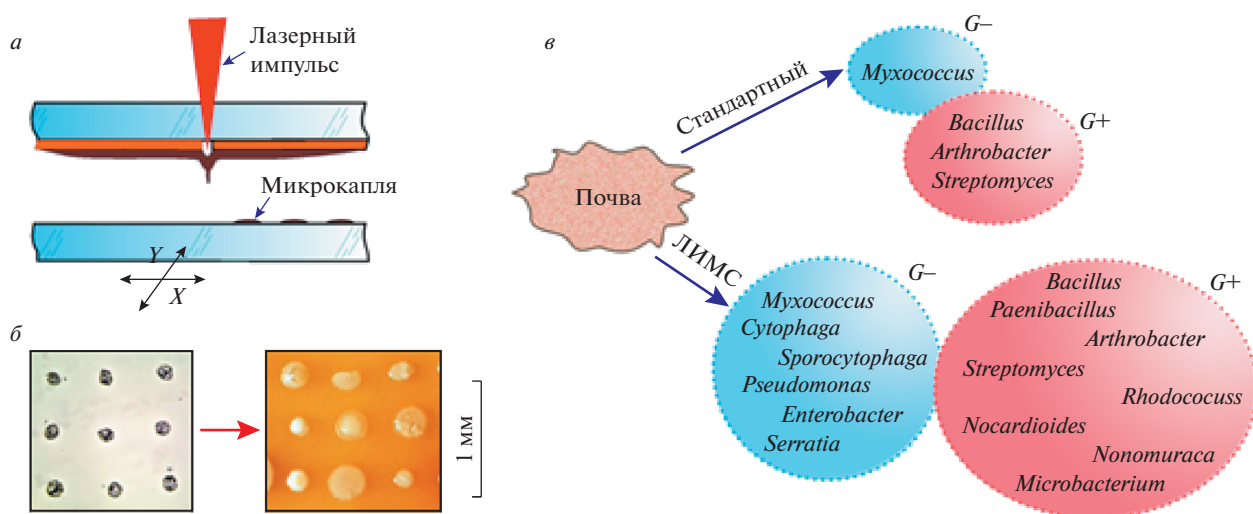 а
Лазерный
импульс
Микрокапля
Y
X
б
1 мм
в
Стандартный
G–
Myxococcus
G+
Bacillus
Arthrobacter
Streptomyces
Почва
ЛИМС
G–
Myxococcus
Cytophaga
Sporocytophaga
Pseudomonas
Enterobacter
Serratia
G+
Bacillus
Paenibacillus
Arthrobacter
Streptomyces
Rhodococuss
Nocardioides
Nonomuraca
Microbacterium